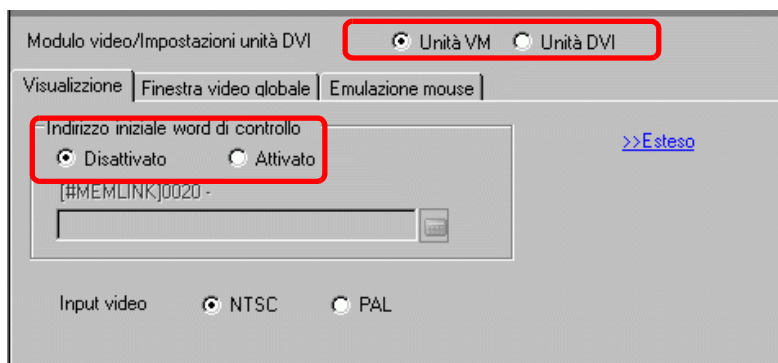 Modulo video/Impostazioni unità DVI Unità VM Unità DVI
Visualizzione Finestra video globale Emulazione mouse
Indirizzo iniziale word di controllo
>>Esteso
Disattivato Attivato
[#MEMLINK]0020 -
Input video NTSC PAL